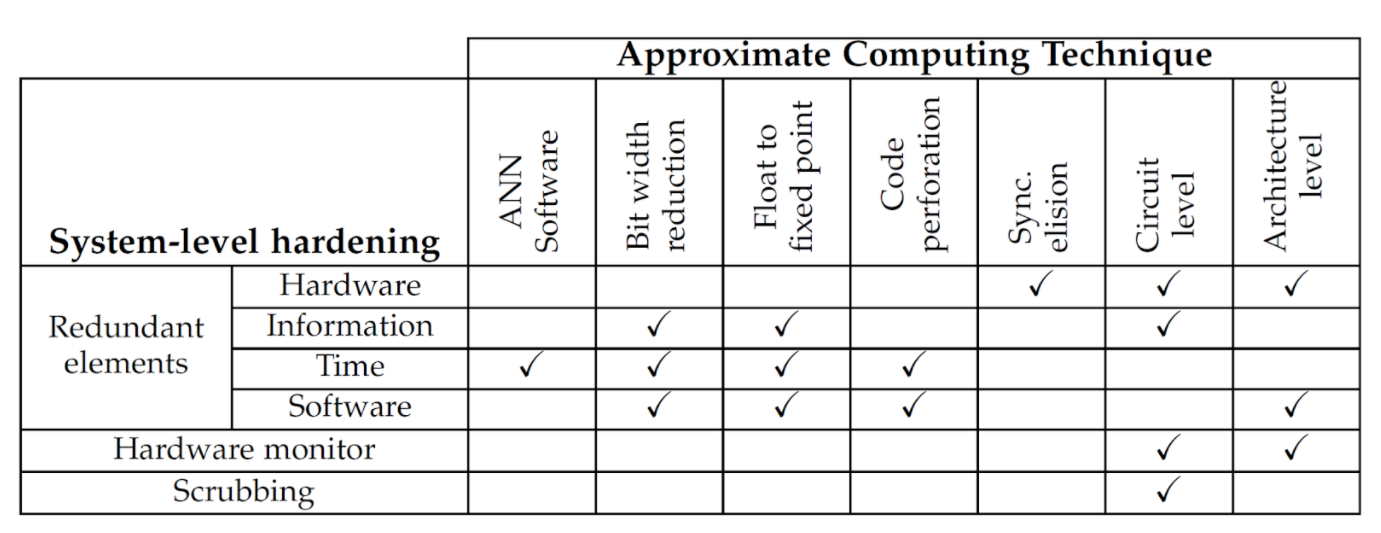 Approximate Computing Technique
System-level hardening
ANN
Software
Bit width
reduction
Float to
fixed point
Code
perforation
Sync.
elision
Circuit
level
Architecture
level
Redundant
elements
Hardware ✓ ✓ ✓
Information ✓ ✓ ✓
Time ✓ ✓ ✓ ✓
Software ✓ ✓ ✓ ✓
Hardware monitor ✓ ✓
Scrubbing ✓